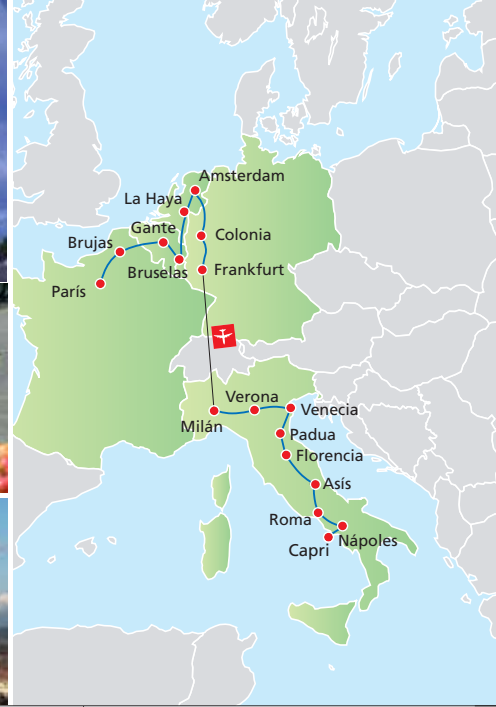 Amsterdam
La Haya
Gante
Colonia
Brujas
Bruselas
Frankfurt
París
Verona
Venecia
Milán
Padua
Florencia
Asís
Roma
Nápoles
Capri